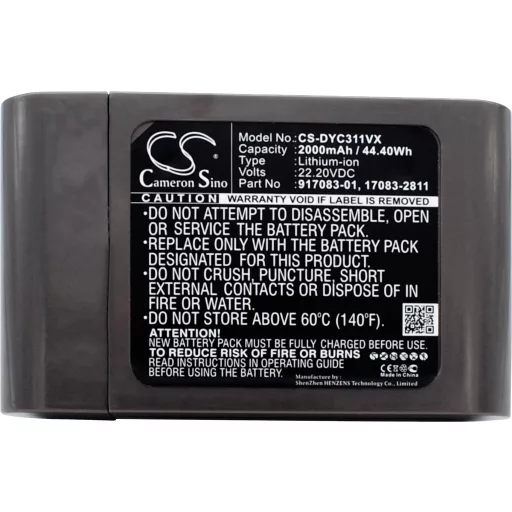 CS
Cameron Sino
Model No.: CS-DYC311VX
Capacity: 2000mAh / 44.40Wh
Type: Lithium-ion
Volts 22.20VDC
Part No: 917083-01, 17083-2811
CAUTION WARRANTY VOID IF LABEL IS REMOVED
•DO NOT ATTEMPT TO DISASSEMBLE, OPEN
OR SERVICE THE BATTERY PACK.
•REPLACE ONLY WITH THE BATTERY PACK
DESIGNATED FOR THIS EQUIPMENT.
•DO NOT CRUSH, PUNCTURE, SHORT
EXTERNAL CONTACTS OR DISPOSE OF IN
FIRE OR WATER.
•DO NOT STORE ABOVE 60°C (140°F).
ATTENTION!
NEW BATTERY PACK MUST BE FULLY CHARGED BEFORE USE
TO REDUCE RISK OF FIRE OR BURNS
READ INSTRUCTIONS IN OPERATING GUIDE
BEFORE USING BATTERY.
Manufactured By
ShenZhen HENZENS Technology Co., Limited